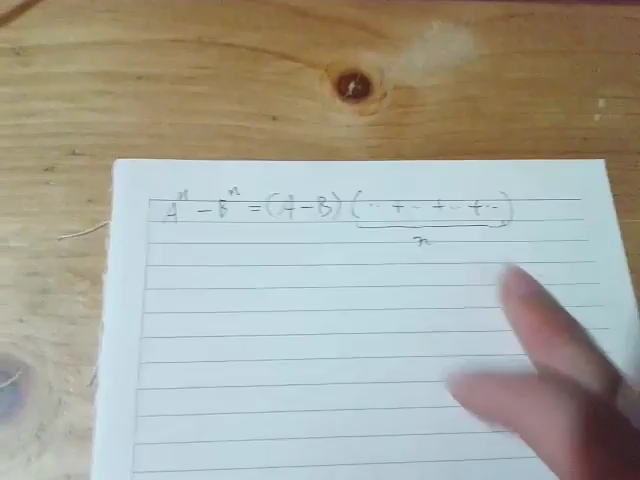 A^n - B^n = (A - B) ( ... + ... + ... + ... )
n